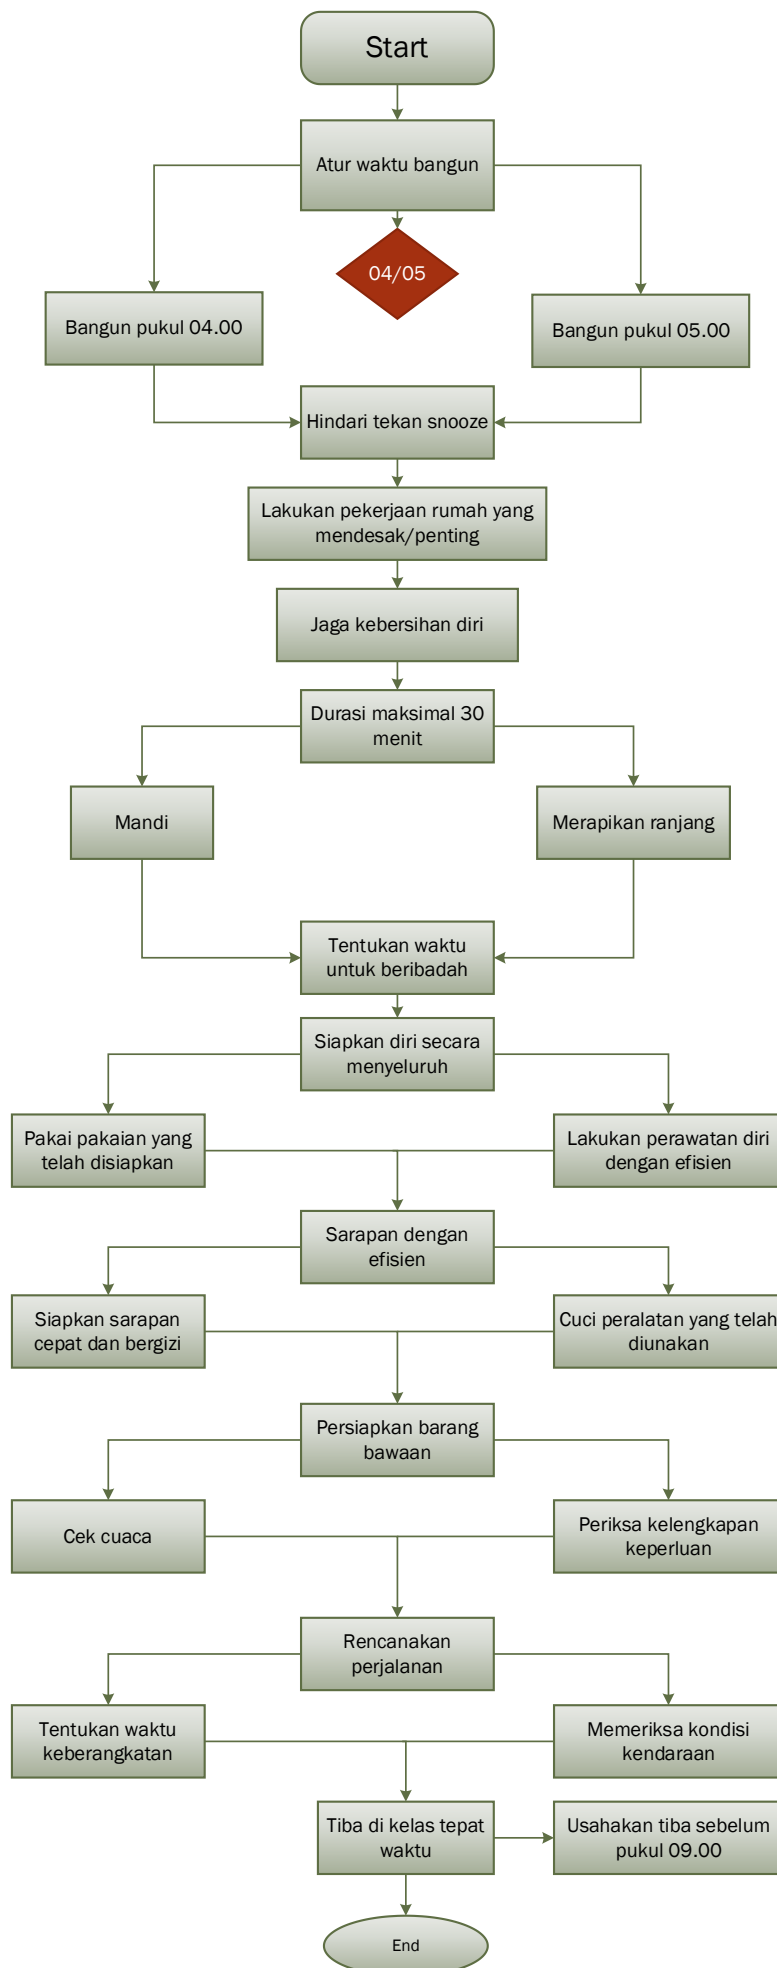 Start
Atur waktu bangun
04/05
Bangun pukul 04.00
Bangun pukul 05.00
Hindari tekan snooze
Lakukan pekerjaan rumah yang
mendesak/penting
Jaga kebersihan diri
Durasi maksimal 30
menit
Mandi
Merapikan ranjang
Tentukan waktu
untuk beribadah
Siapkan diri secara
menyeluruh
Pakai pakaian yang
telah disiapkan
Lakukan perawatan diri
dengan efisien
Sarapan dengan
efisien
Siapkan sarapan
cepat dan bergizi
Cuci peralatan yang telah
diunakan
Persiapkan barang
bawaan
Cek cuaca
Periksa kelengkapan
keperluan
Rencanakan
perjalanan
Tentukan waktu
keberangkatan
Memeriksa kondisi
kendaraan
Tiba di kelas tepat
waktu
Usahakan tiba sebelum
pukul 09.00
End